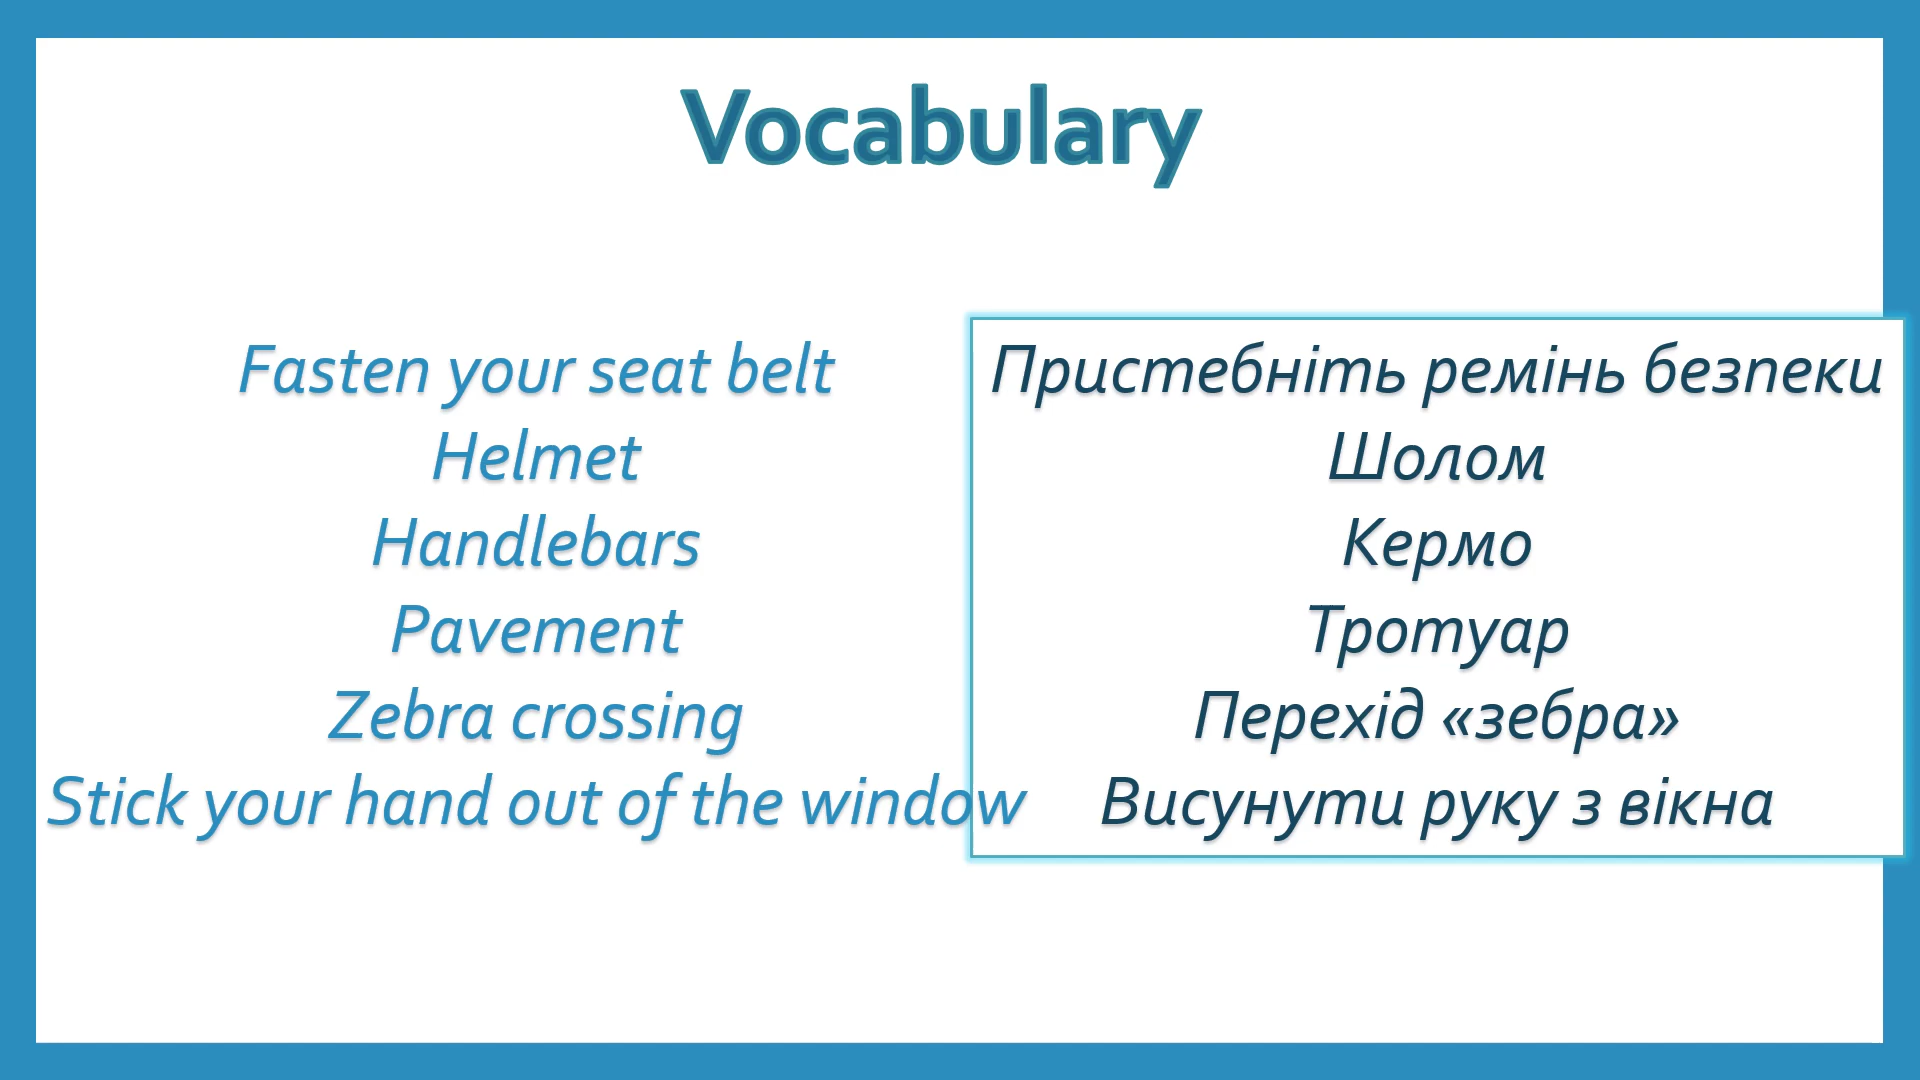 Vocabulary
Fasten your seat belt
Helmet
Handlebars
Pavement
Zebra crossing
Stick your hand out of the window
Пристебніть ремінь безпеки
Шолом
Кермо
Тротуар
Перехід «зебра»
Висунути руку з вікна